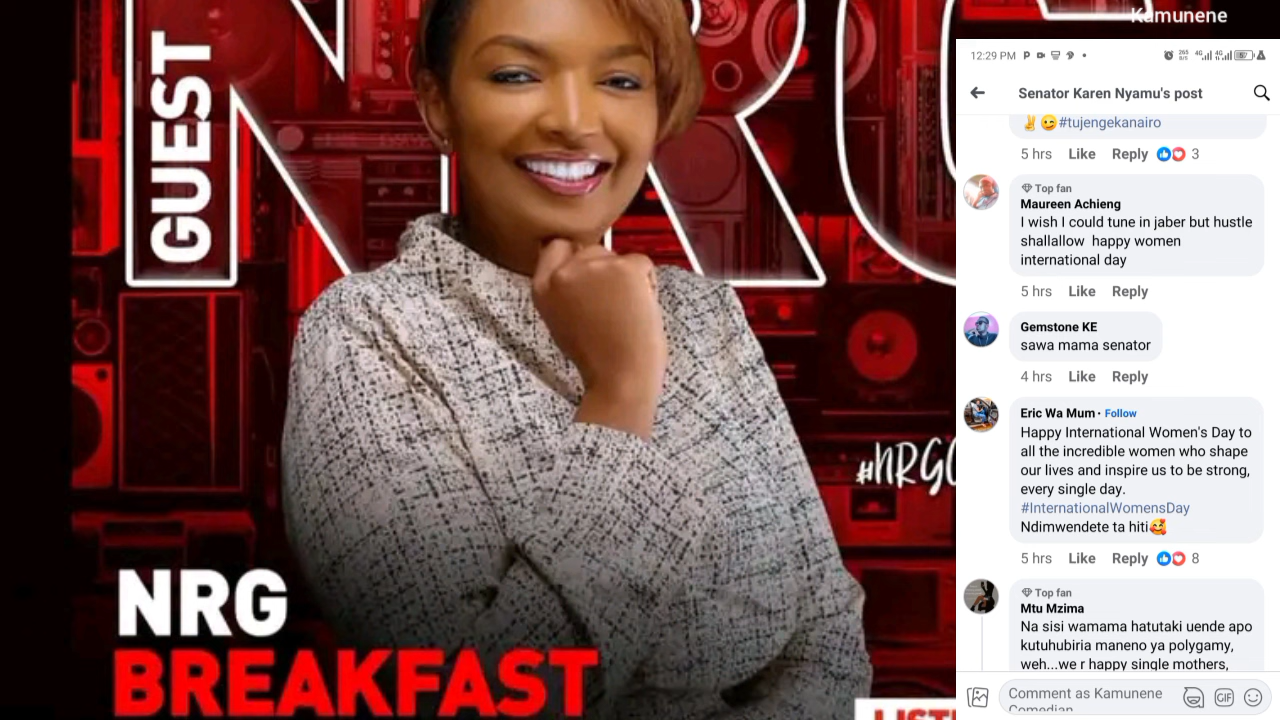 GUEST
NRG
#NRG
NRG
BREAKFAST
Kamunene
12:29 PM
Senator Karen Nyamu's post
✌😉#tujengekanairo
5 hrs Like Reply 3
Top fan
Maureen Achieng
I wish I could tune in jaber but hustle
shallallow happy women
international day
5 hrs Like Reply
Gemstone KE
sawa mama senator
4 hrs Like Reply
Eric Wa Mum · Follow
Happy International Women's Day to
all the incredible women who shape
our lives and inspire us to be strong,
every single day.
#InternationalWomensDay
Ndimwendete ta hiti🥰
5 hrs Like Reply 8
Top fan
Mtu Mzima
Na sisi wamama hatutaki uende apo
kutuhubiria maneno ya polygamy,
weh...we r happy single mothers,
Comment as Kamunene
Comedian
GIF